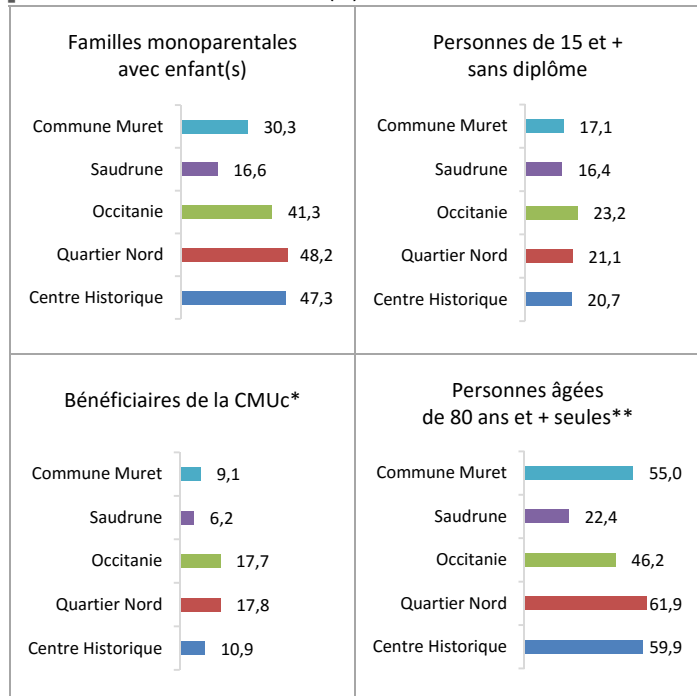 Familles monoparentales
avec enfant(s)
Commune Muret 30,3
Saudrune 16,6
Occitanie 41,3
Quartier Nord 48,2
Centre Historique 47,3
Personnes de 15 et +
sans diplôme
Commune Muret 17,1
Saudrune 16,4
Occitanie 23,2
Quartier Nord 21,1
Centre Historique 20,7
Bénéficiaires de la CMUc*
Commune Muret 9,1
Saudrune 6,2
Occitanie 17,7
Quartier Nord 17,8
Centre Historique 10,9
Personnes âgées
de 80 ans et + seules**
Commune Muret 55,0
Saudrune 22,4
Occitanie 46,2
Quartier Nord 61,9
Centre Historique 59,9